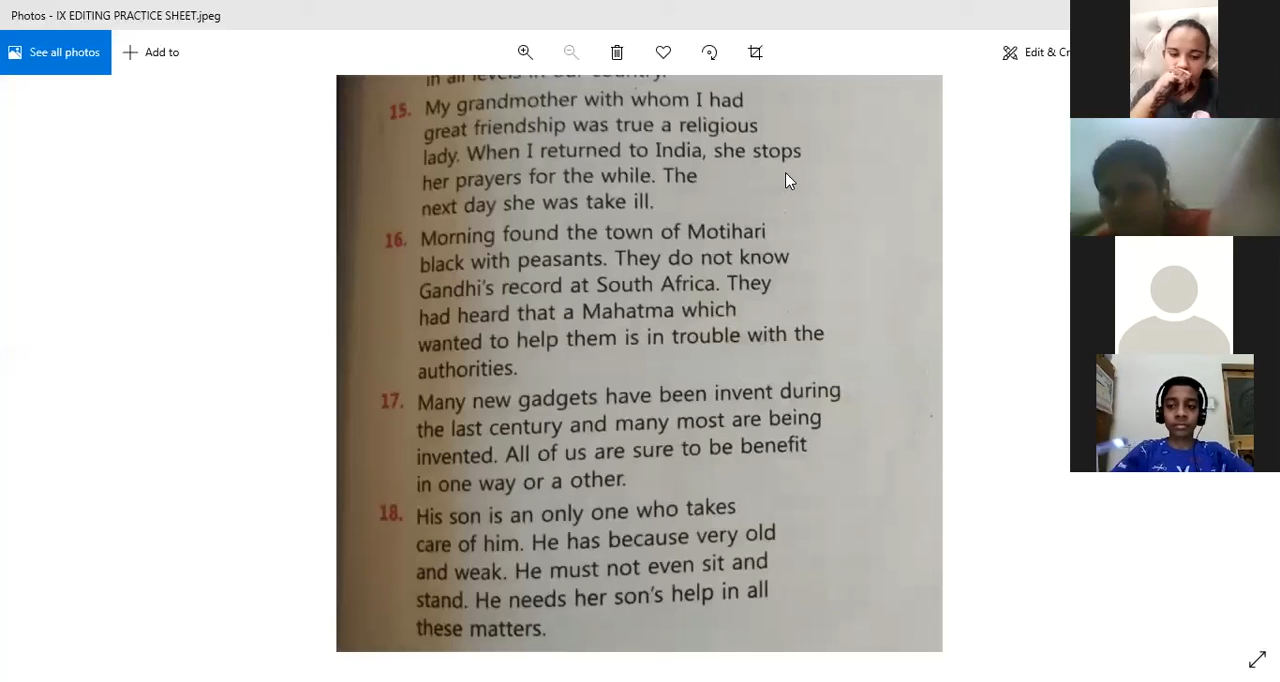 Photos - IX EDITING PRACTICE SHEET.jpeg
See all photos
Add to
Edit & Cr
in all levels in our country.
15. My grandmother with whom I had
great friendship was true a religious
lady. When I returned to India, she stops
her prayers for the while. The
next day she was take ill.
16. Morning found the town of Motihari
black with peasants. They do not know
Gandhi's record at South Africa. They
had heard that a Mahatma which
wanted to help them is in trouble with the
authorities.
17. Many new gadgets have been invent during
the last century and many most are being
invented. All of us are sure to be benefit
in one way or a other.
18. His son is an only one who takes
care of him. He has because very old
and weak. He must not even sit and
stand. He needs her son's help in all
these matters.